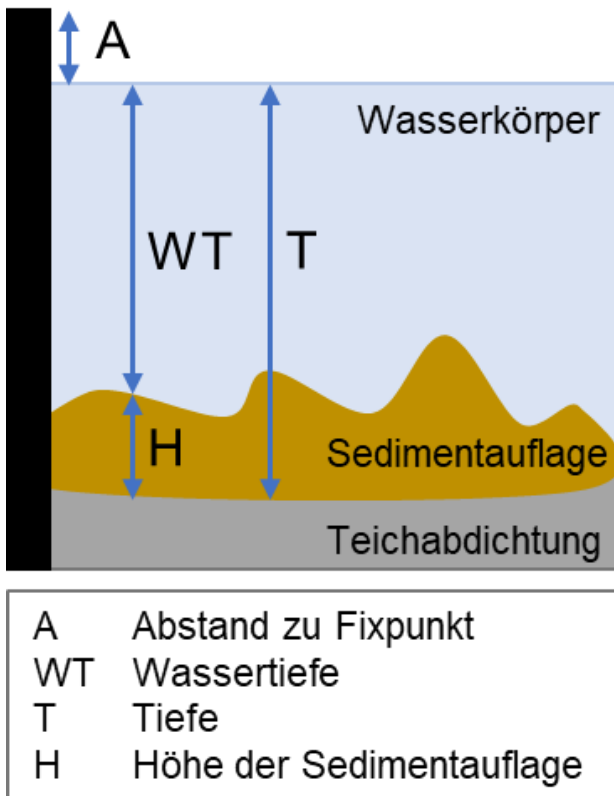 A
Wasserkörper
WT T
H
Sedimentauflage
Teichabdichtung
A Abstand zu Fixpunkt
WT Wassertiefe
T Tiefe
H Höhe der Sedimentauflage